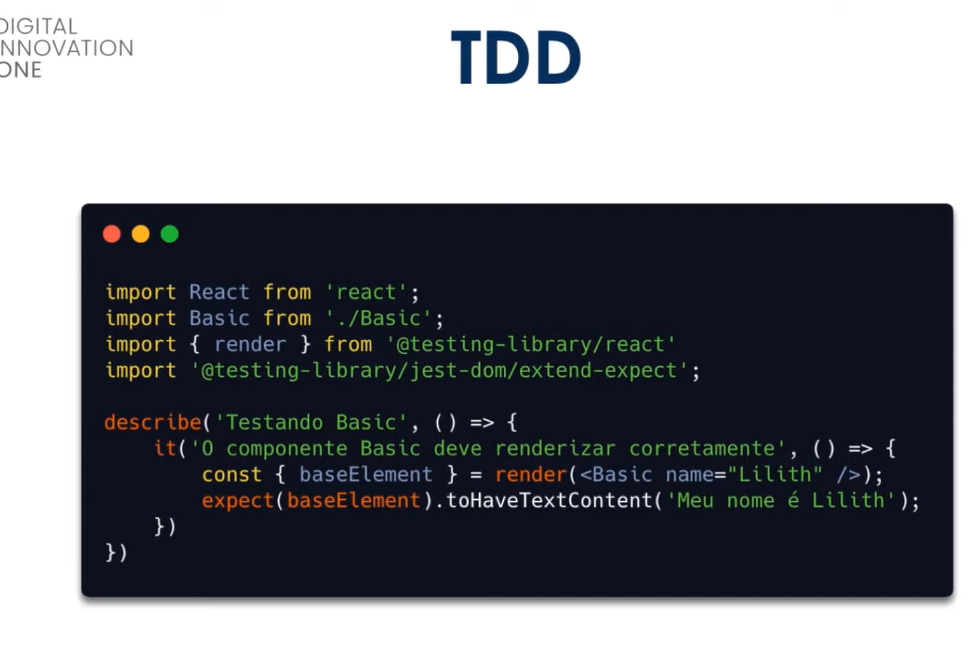 DIGITAL
INNOVATION
ONE
TDD
import React from 'react';
import Basic from './Basic';
import { render } from '@testing-library/react'
import '@testing-library/jest-dom/extend-expect';
describe('Testando Basic', () => {
    it('O componente Basic deve renderizar corretamente', () => {
        const { baseElement } = render(<Basic name="Lilith" />);
        expect(baseElement).toHaveTextContent('Meu nome é Lilith');
    })
})